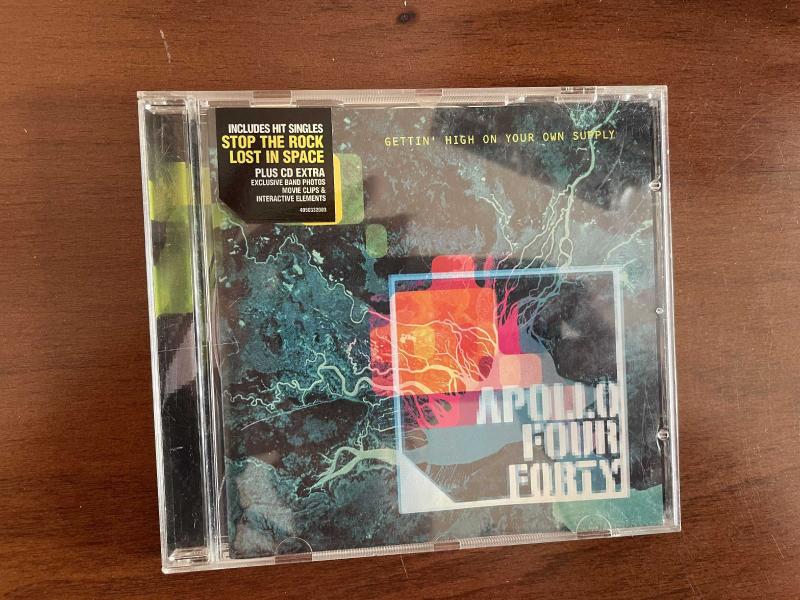 INCLUDES HIT SINGLES
STOP THE ROCK
LOST IN SPACE
PLUS CD EXTRA
EXCLUSIVE BAND PHOTOS
MOVIE CLIPS &
INTERACTIVE ELEMENTS
4950332003
GETTIN' HIGH ON YOUR OWN SUPPLY
APOLLO
FOUR
FORTY